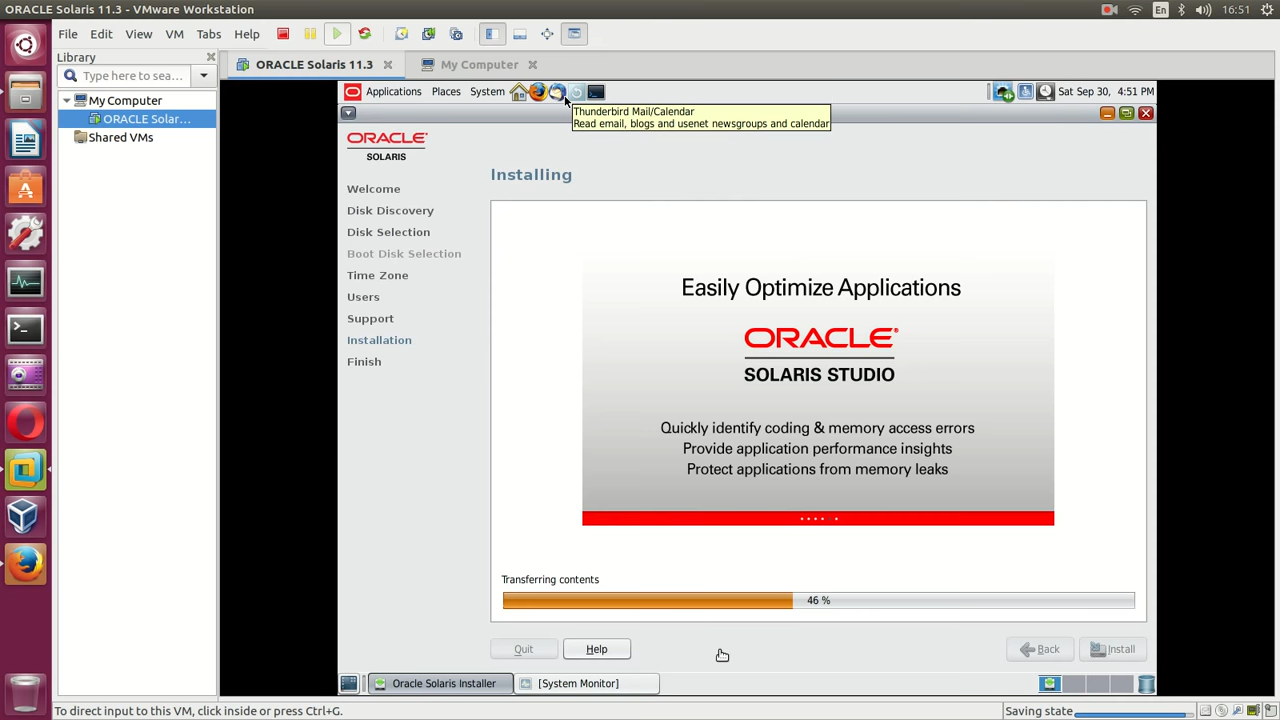 ORACLE Solaris 11.3 - VMware Workstation
En
16:51
File Edit View VM Tabs Help
Library
Type here to sea...
My Computer
ORACLE Solar...
Shared VMs
ORACLE Solaris 11.3
My Computer
Applications Places System
Sat Sep 30, 4:51 PM
Thunderbird Mail/Calendar
Read email, blogs and usenet newsgroups and calendar
ORACLE
SOLARIS
Welcome
Disk Discovery
Disk Selection
Boot Disk Selection
Time Zone
Users
Support
Installation
Finish
Installing
Easily Optimize Applications
ORACLE
SOLARIS STUDIO
Quickly identify coding & memory access errors
Provide application performance insights
Protect applications from memory leaks
Transferring contents
46 %
Quit
Help
Back
Install
Oracle Solaris Installer
[System Monitor]
To direct input to this VM, click inside or press Ctrl+G.
Saving state